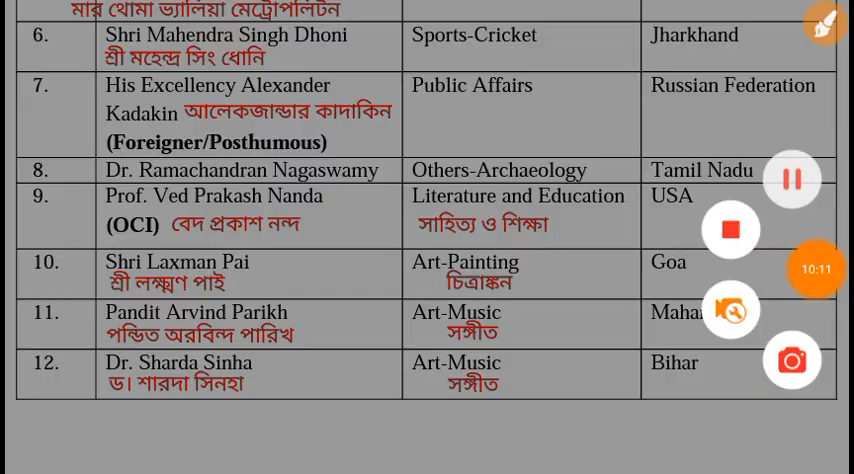 মার থোমা ভ্যালিয়া মেট্রোপলিটন
6. Shri Mahendra Singh Dhoni Sports-Cricket Jharkhand
শ্রী মহেন্দ্র সিং ধোনি
7. His Excellency Alexander Public Affairs Russian Federation
Kadakin আলেকজান্ডার কাদাকিন
(Foreigner/Posthumous)
8. Dr. Ramachandran Nagaswamy Others-Archaeology Tamil Nadu
9. Prof. Ved Prakash Nanda Literature and Education USA
(OCI) বেদ প্রকাশ নন্দ সাহিত্য ও শিক্ষা
10. Shri Laxman Pai Art-Painting Goa
শ্রী লক্ষ্মণ পাই চিত্রাঙ্কন
11. Pandit Arvind Parikh Art-Music
পন্ডিত অরবিন্দ পারিখ সঙ্গীত
12. Dr. Sharda Sinha Art-Music Bihar
ড। শারদা সিনহা সঙ্গীত
10:11